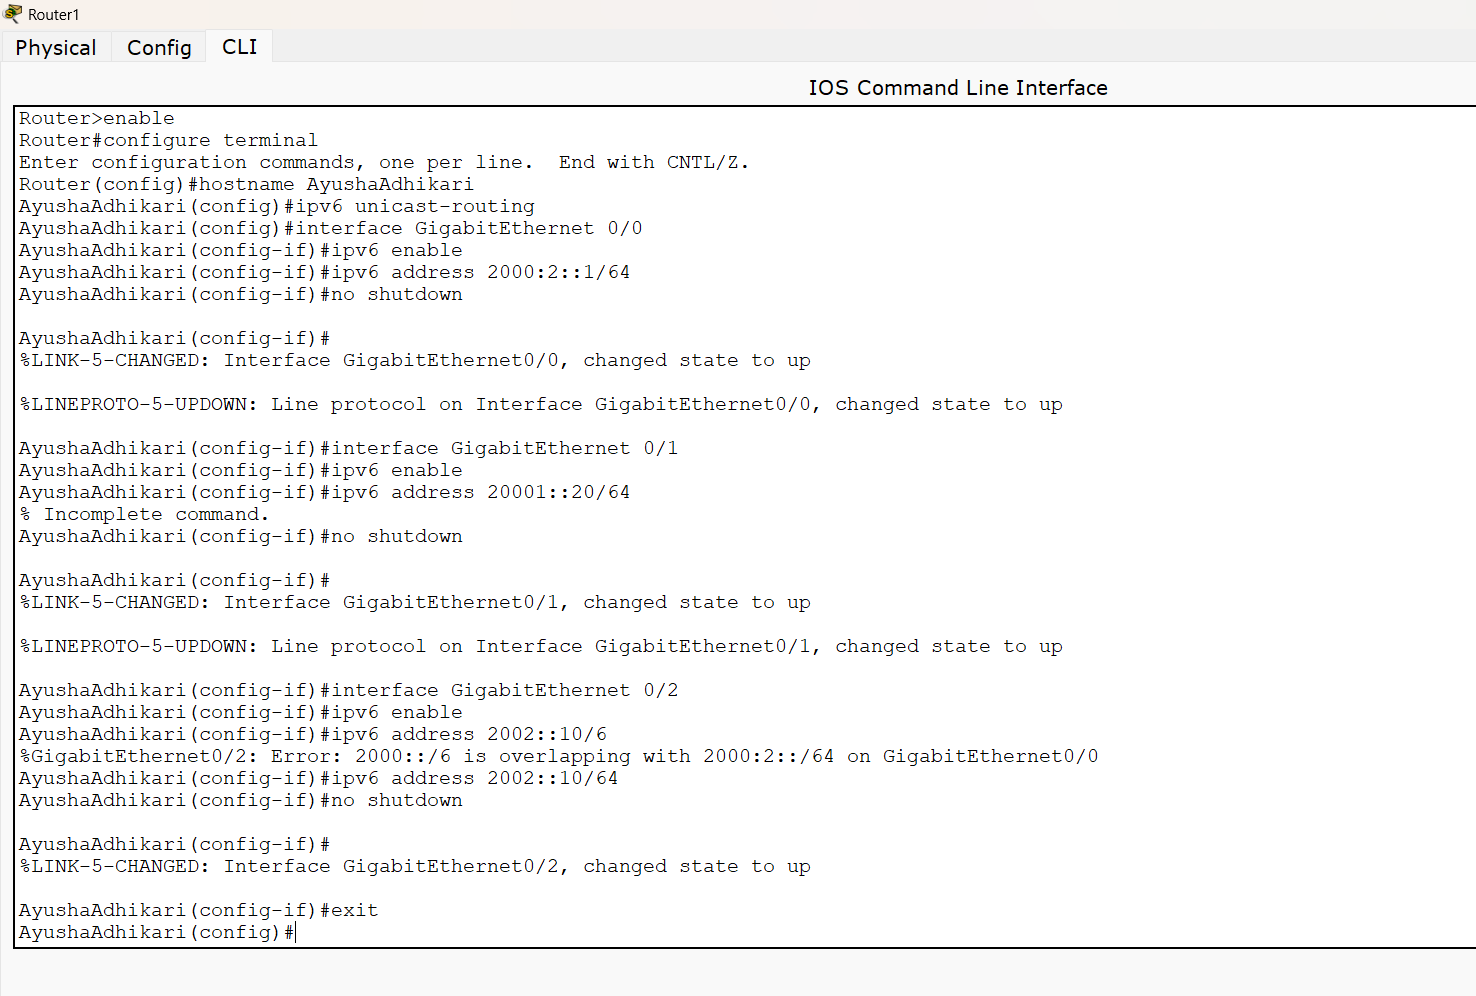 Router1
Physical Config CLI
IOS Command Line Interface
Router>enable
Router#configure terminal
Enter configuration commands, one per line.  End with CNTL/Z.
Router(config)#hostname AyushaAdhikari
AyushaAdhikari(config)#ipv6 unicast-routing
AyushaAdhikari(config)#interface GigabitEthernet 0/0
AyushaAdhikari(config-if)#ipv6 enable
AyushaAdhikari(config-if)#ipv6 address 2000:2::1/64
AyushaAdhikari(config-if)#no shutdown
AyushaAdhikari(config-if)#
%LINK-5-CHANGED: Interface GigabitEthernet0/0, changed state to up
%LINEPROTO-5-UPDOWN: Line protocol on Interface GigabitEthernet0/0, changed state to up
AyushaAdhikari(config-if)#interface GigabitEthernet 0/1
AyushaAdhikari(config-if)#ipv6 enable
AyushaAdhikari(config-if)#ipv6 address 20001::20/64
% Incomplete command.
AyushaAdhikari(config-if)#no shutdown
AyushaAdhikari(config-if)#
%LINK-5-CHANGED: Interface GigabitEthernet0/1, changed state to up
%LINEPROTO-5-UPDOWN: Line protocol on Interface GigabitEthernet0/1, changed state to up
AyushaAdhikari(config-if)#interface GigabitEthernet 0/2
AyushaAdhikari(config-if)#ipv6 enable
AyushaAdhikari(config-if)#ipv6 address 2002::10/6
%GigabitEthernet0/2: Error: 2000::/6 is overlapping with 2000:2::/64 on GigabitEthernet0/0
AyushaAdhikari(config-if)#ipv6 address 2002::10/64
AyushaAdhikari(config-if)#no shutdown
AyushaAdhikari(config-if)#
%LINK-5-CHANGED: Interface GigabitEthernet0/2, changed state to up
AyushaAdhikari(config-if)#exit
AyushaAdhikari(config)#